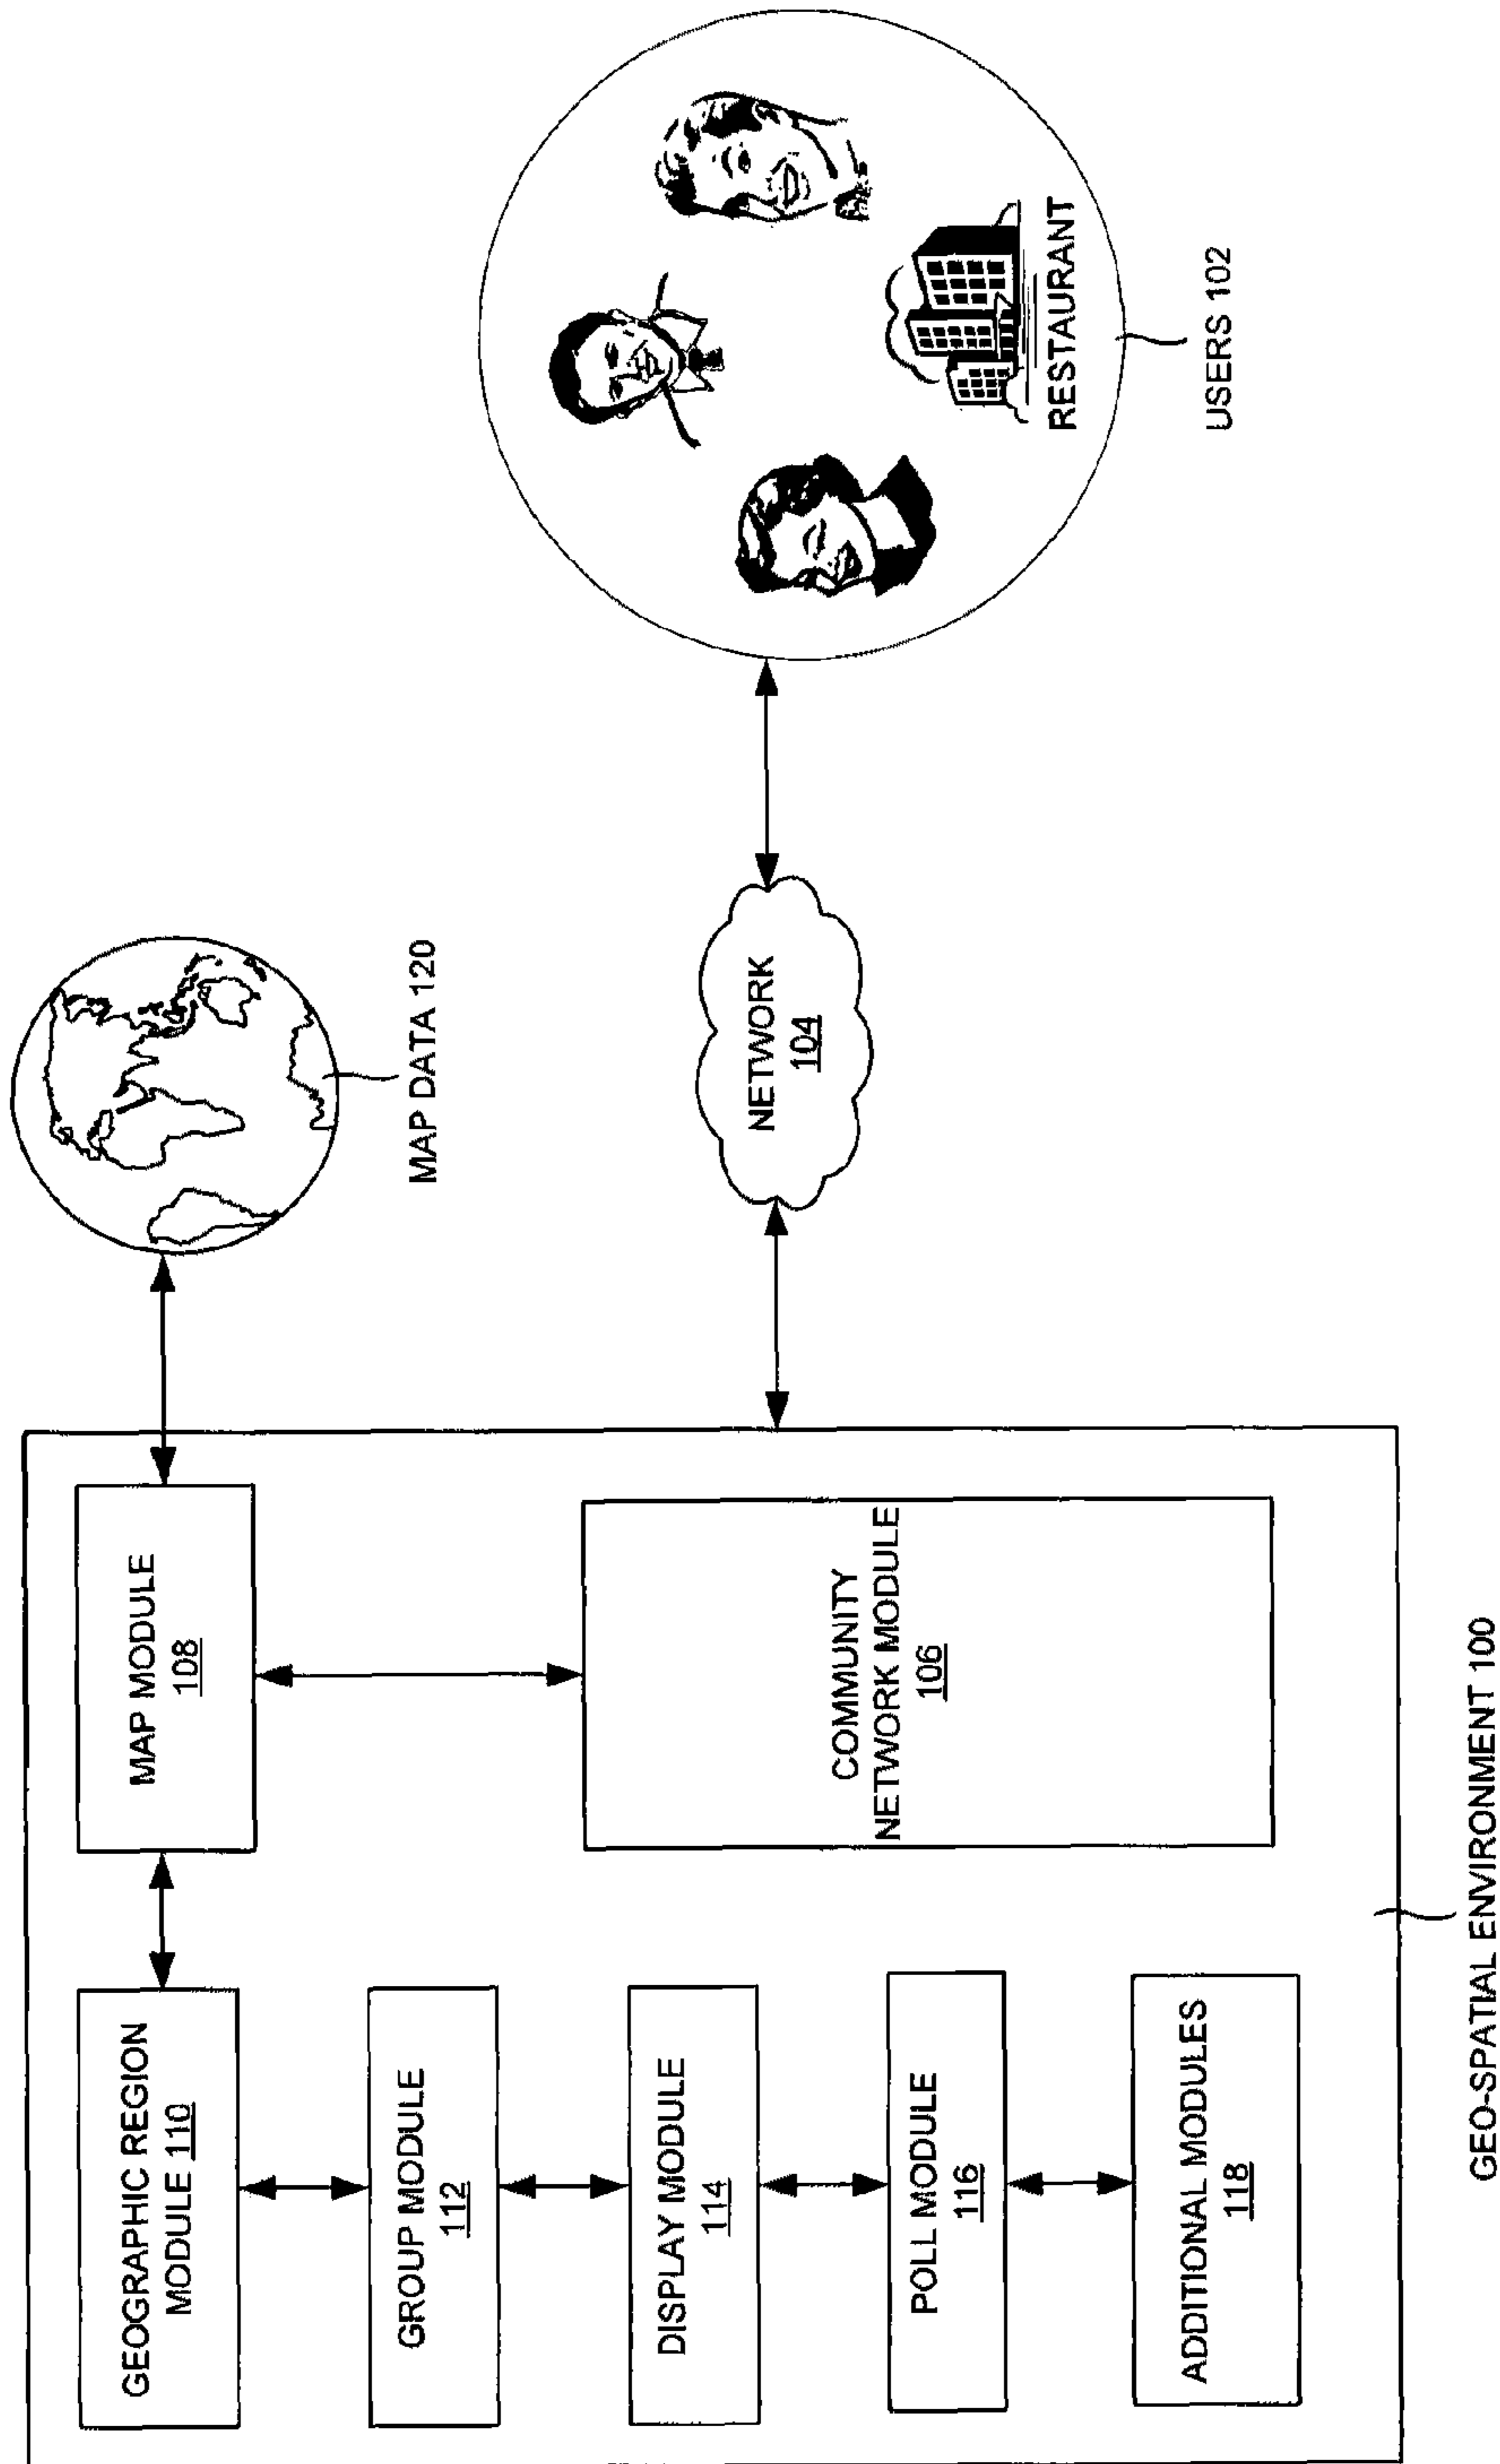 GEOGRAPHIC REGION
MODULE 110
MAP MODULE
108
MAP DATA 120
GROUP MODULE
112
DISPLAY MODULE
114
POLL MODULE
116
ADDITIONAL MODULES
118
COMMUNITY
NETWORK MODULE
106
NETWORK
104
RESTAURANT
USERS 102
GEO-SPATIAL ENVIRONMENT 100